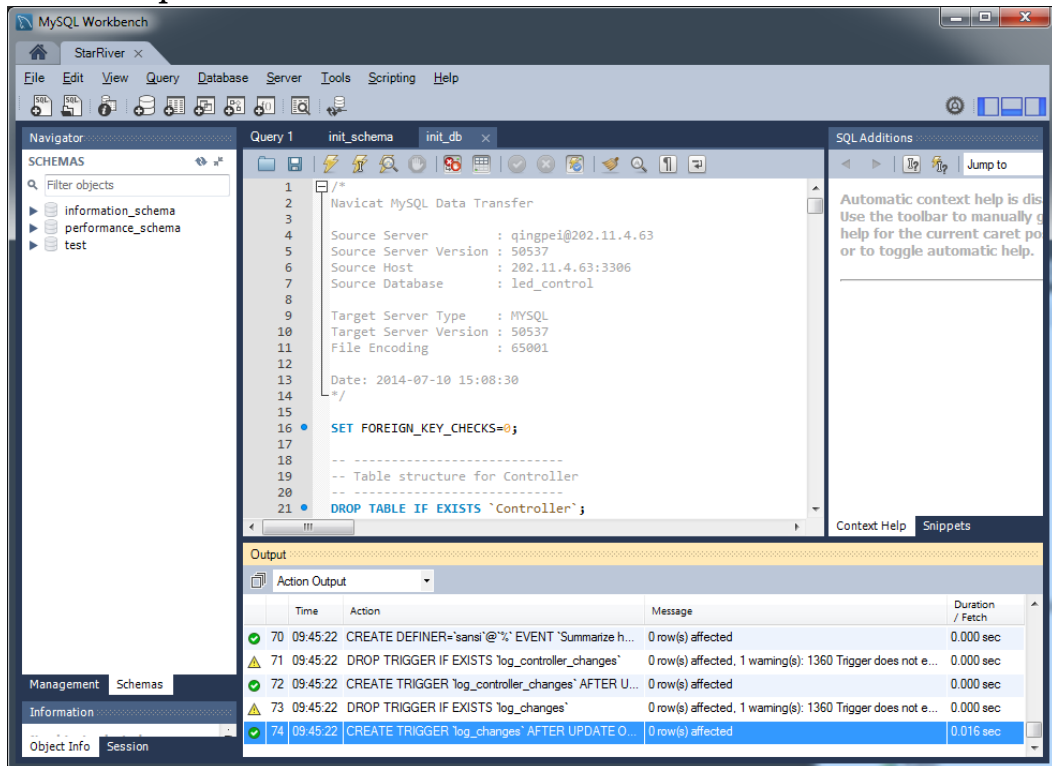 MySQL Workbench
StarRiver
File Edit View Query Database Server Tools Scripting Help
Navigator
SCHEMAS
Filter objects
information_schema
performance_schema
test
Management Schemas
Information
Object Info Session
Query 1 init_schema init_db
1 /*
2 Navicat MySQL Data Transfer
3
4 Source Server : qingpei@202.11.4.63
5 Source Server Version : 50537
6 Source Host : 202.11.4.63:3306
7 Source Database : led_control
8
9 Target Server Type : MYSQL
10 Target Server Version : 50537
11 File Encoding : 65001
12
13 Date: 2014-07-10 15:08:30
14 */
15
16 SET FOREIGN_KEY_CHECKS=0;
17
18 -- ----------------------------
19 -- Table structure for Controller
20 -- ----------------------------
21 DROP TABLE IF EXISTS `Controller`;
SQL Additions
Jump to
Automatic context help is dis
Use the toolbar to manually g
help for the current caret po
or to toggle automatic help.
Context Help Snippets
Output
Action Output
Time Action Message Duration / Fetch
70 09:45:22 CREATE DEFINER=`sansi`@`%` EVENT `Summarize h... 0 row(s) affected 0.000 sec
71 09:45:22 DROP TRIGGER IF EXISTS `log_controller_changes` 0 row(s) affected, 1 warning(s): 1360 Trigger does not e... 0.000 sec
72 09:45:22 CREATE TRIGGER `log_controller_changes` AFTER U... 0 row(s) affected 0.000 sec
73 09:45:22 DROP TRIGGER IF EXISTS `log_changes` 0 row(s) affected, 1 warning(s): 1360 Trigger does not e... 0.000 sec
74 09:45:22 CREATE TRIGGER `log_changes` AFTER UPDATE O... 0 row(s) affected 0.016 sec